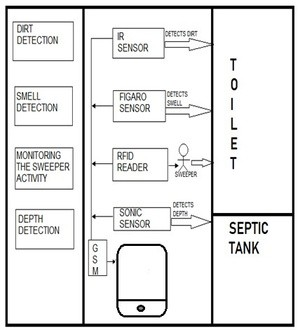 DIRT
DETECTION
SMELL
DETECTION
MONITORING
THE SWEEPER
ACTIVITY
DEPTH
DETECTION
IR
SENSOR
DETECTS DIRT
FIGARO
SENSOR
DETECTS
SMELL
RFID
READER
SWEEPER
SONIC
SENSOR
DETECTS
DEPTH
G
S
M
T
O
I
L
E
T
SEPTIC
TANK